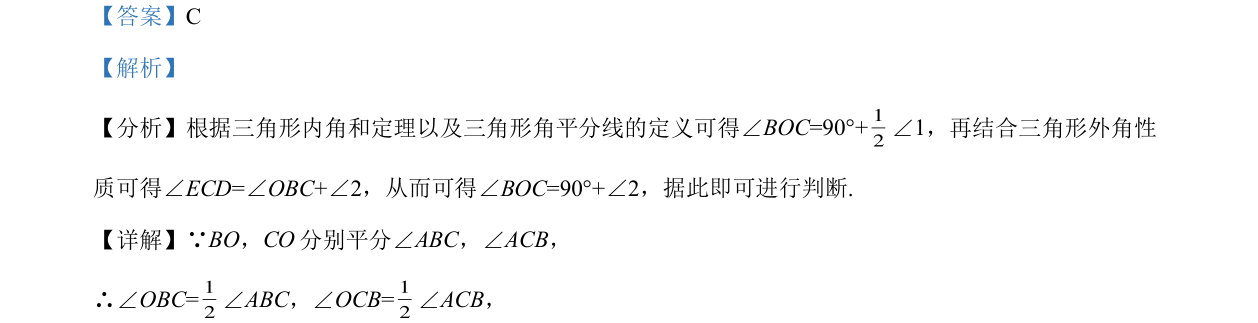 【答案】C
【解析】
【分析】根据三角形内角和定理以及三角形角平分线的定义可得∠BOC=90°+\frac{1}{2}∠1，再结合三角形外角性
质可得∠ECD=∠OBC+∠2，从而可得∠BOC=90°+∠2，据此即可进行判断.
【详解】∵BO，CO分别平分∠ABC，∠ACB，
∴∠OBC=\frac{1}{2}∠ABC，∠OCB=\frac{1}{2}∠ACB，